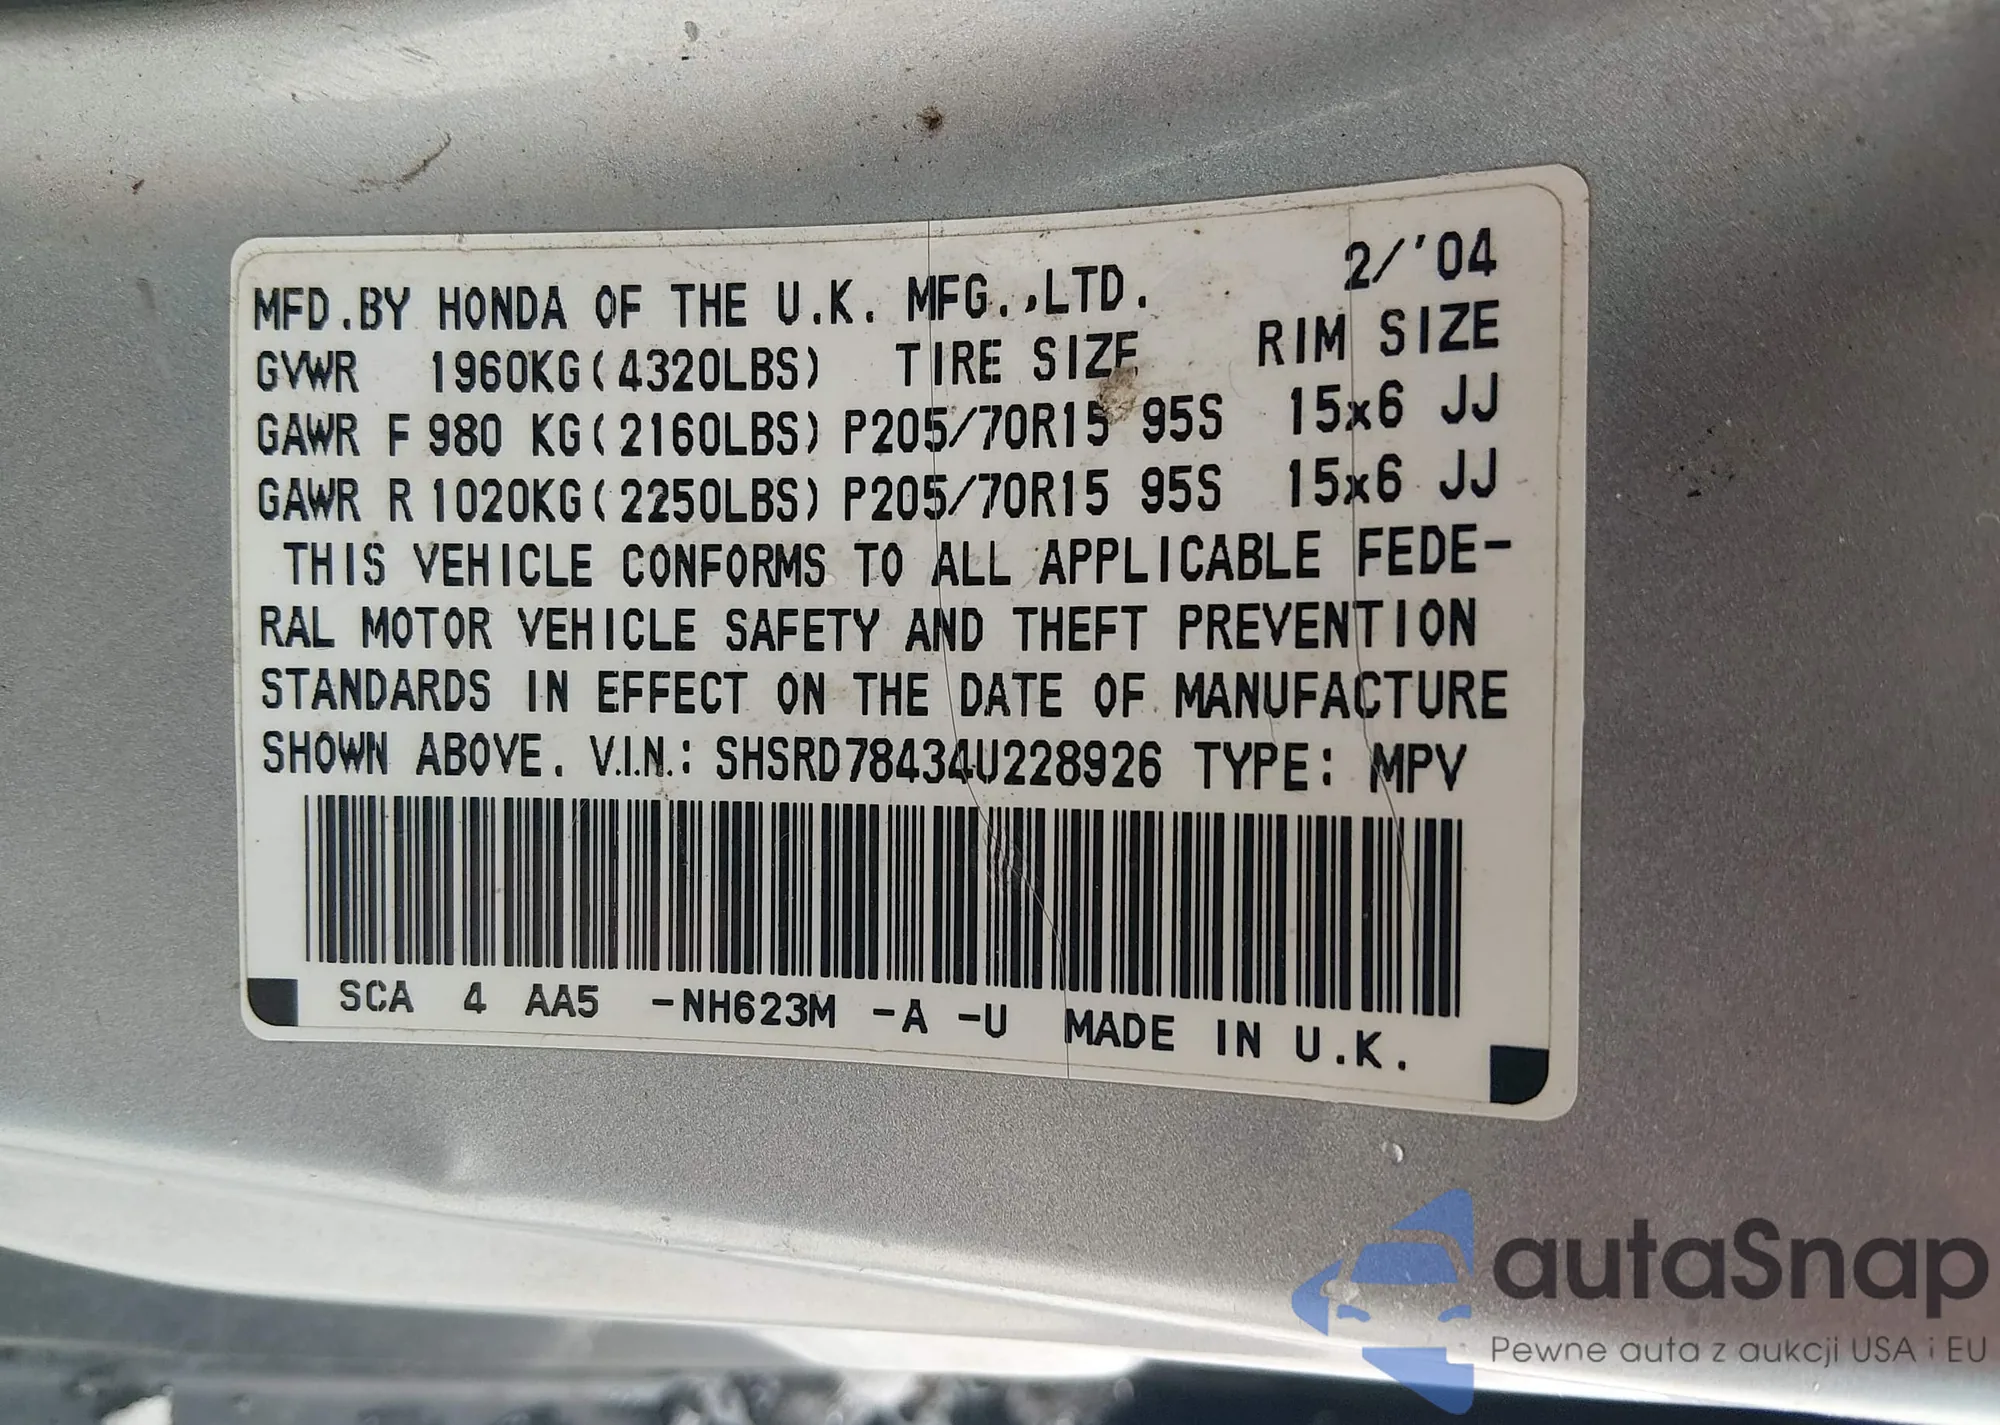 MFD.BY HONDA OF THE U.K. MFG.,LTD. 2/'04
GVWR 1960KG(4320LBS) TIRE SIZE RIM SIZE
GAWR F 980 KG(2160LBS) P205/70R15 95S 15x6 JJ
GAWR R 1020KG(2250LBS) P205/70R15 95S 15x6 JJ
THIS VEHICLE CONFORMS TO ALL APPLICABLE FEDE-
RAL MOTOR VEHICLE SAFETY AND THEFT PREVENTION
STANDARDS IN EFFECT ON THE DATE OF MANUFACTURE
SHOWN ABOVE. V.I.N.: SHSRD78434U228926 TYPE: MPV
SCA 4 AA5 -NH623M -A -U MADE IN U.K.
autaSnap
Pewne auta z aukcji USA i EU